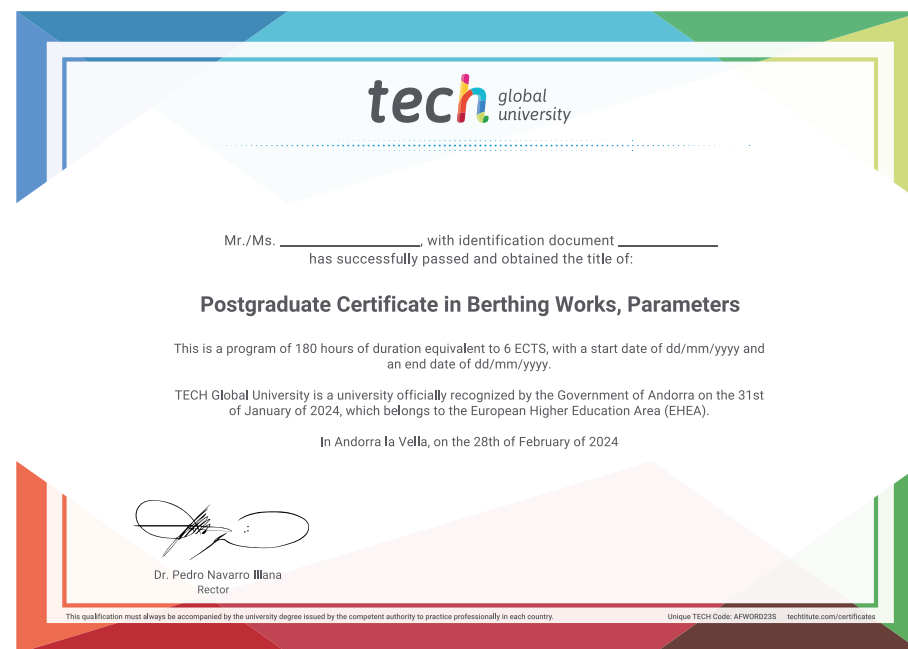 tech global university
Mr./Ms. ____________, with identification document ____________
has successfully passed and obtained the title of:
Postgraduate Certificate in Berthing Works, Parameters
This is a program of 180 hours of duration equivalent to 6 ECTS, with a start date of dd/mm/yyyy and
an end date of dd/mm/yyyy.
TECH Global University is a university officially recognized by the Government of Andorra on the 31st
of January of 2024, which belongs to the European Higher Education Area (EHEA).
In Andorra la Vella, on the 28th of February of 2024
Dr. Pedro Navarro Illana
Rector
This qualification must always be accompanied by the university degree issued by the competent authority to practice professionally in each country.
Unique TECH Code: AFWORD23S techtitute.com/certificates